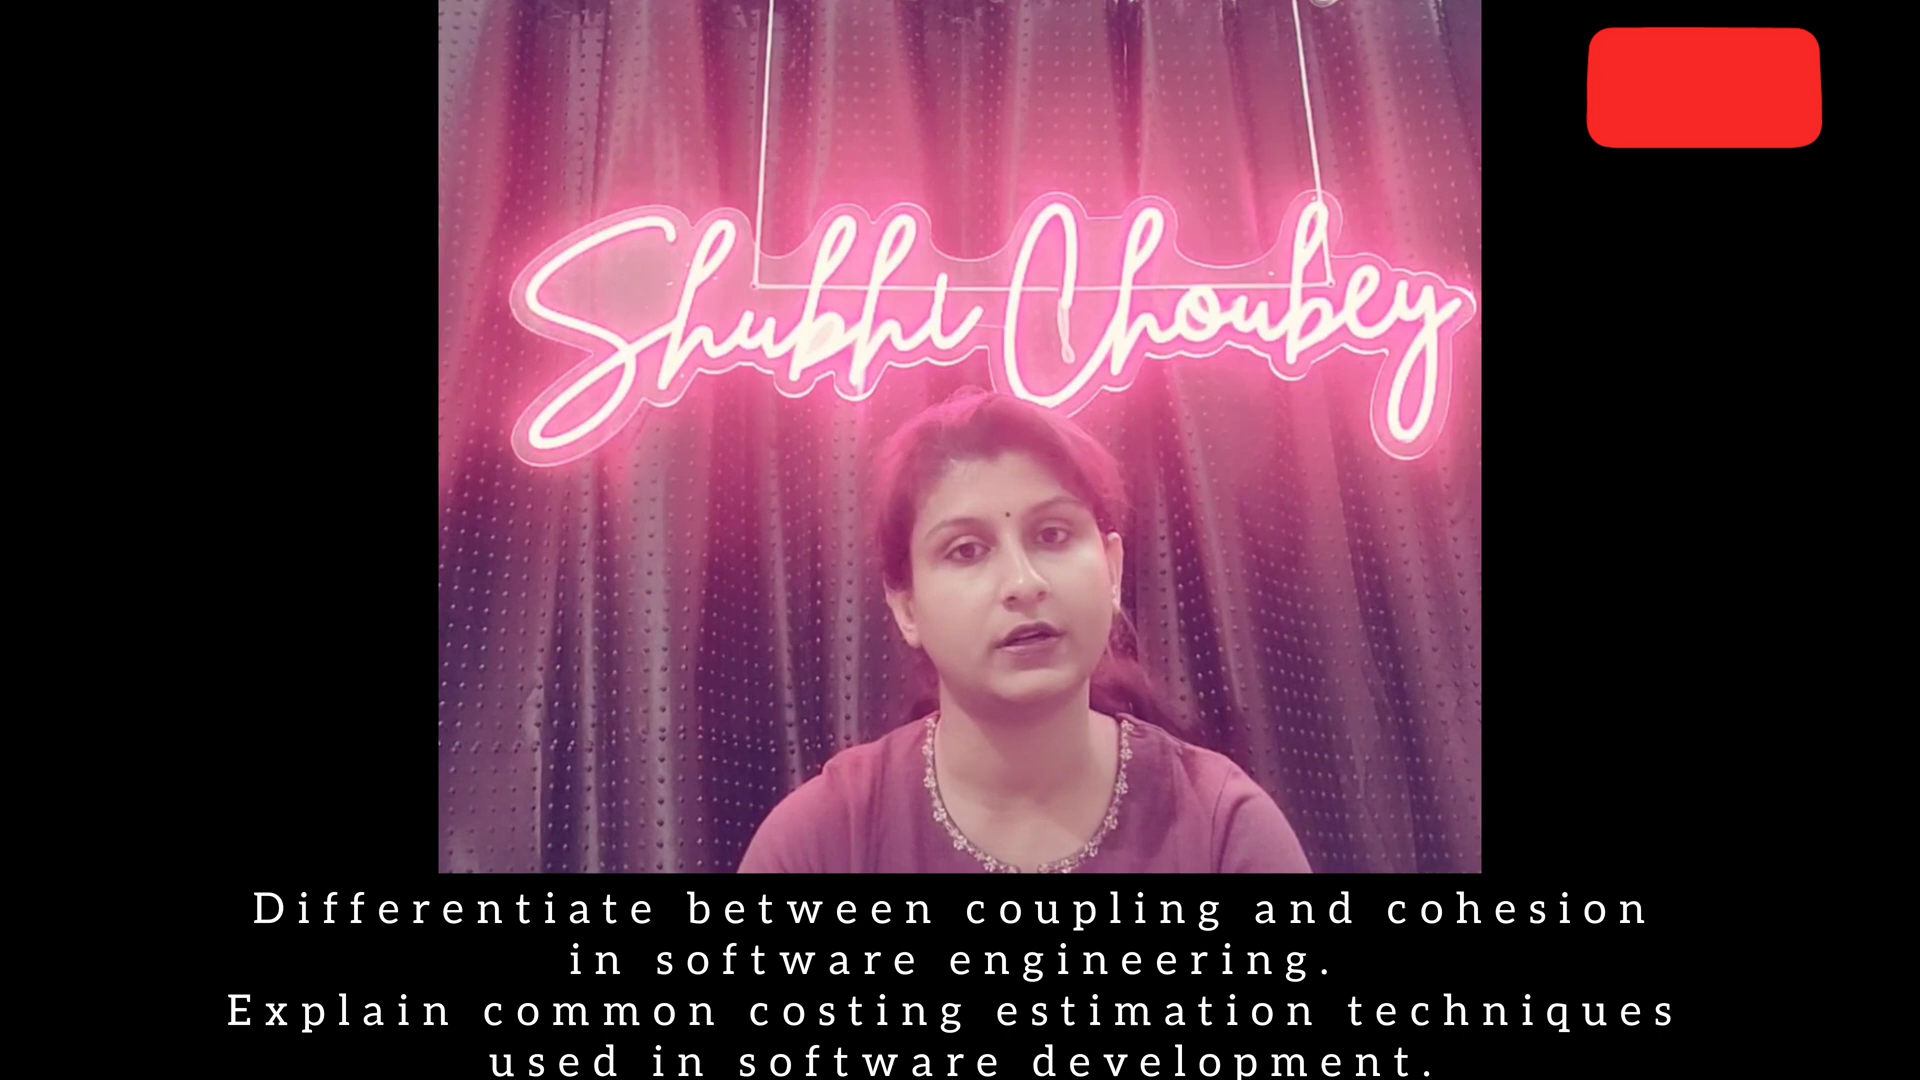 Shubhi Choubey
Differentiate between coupling and cohesion
in software engineering.
Explain common costing estimation techniques
used in software development.